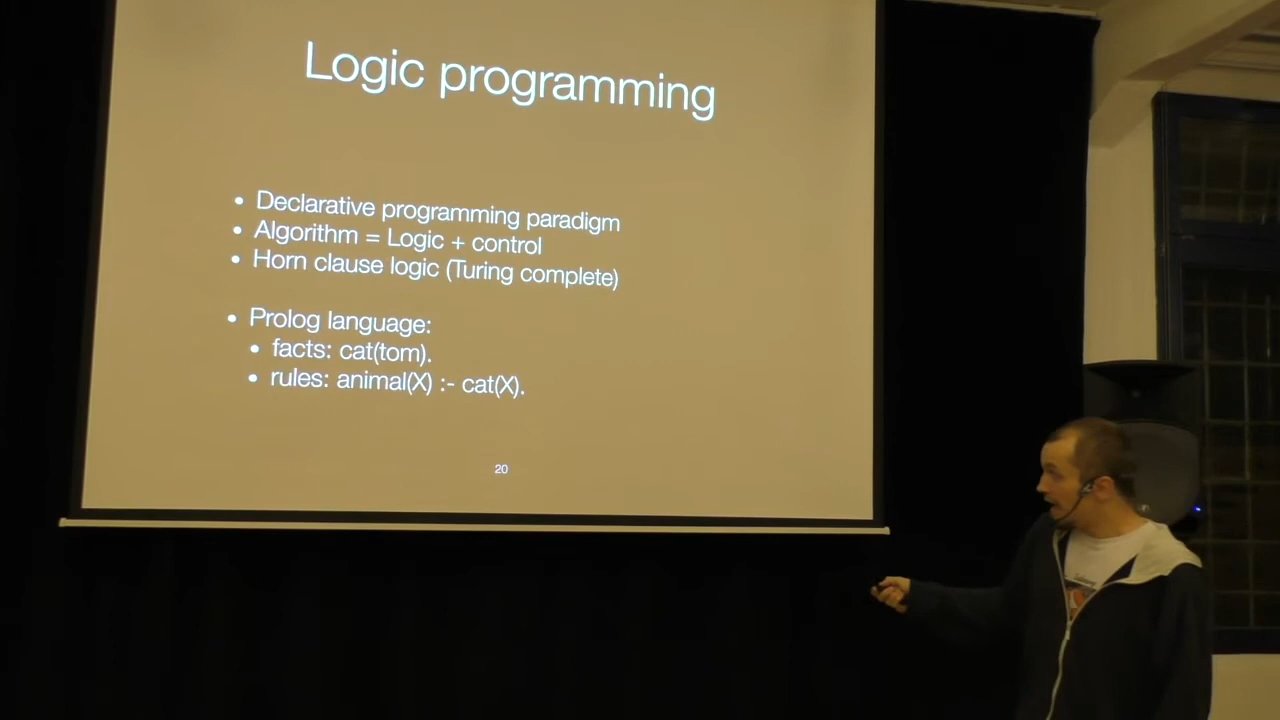 Logic programming
• Declarative programming paradigm
• Algorithm = Logic + control
• Horn clause logic (Turing complete)
• Prolog language:
• facts: cat(tom).
• rules: animal(X) :- cat(X).
20